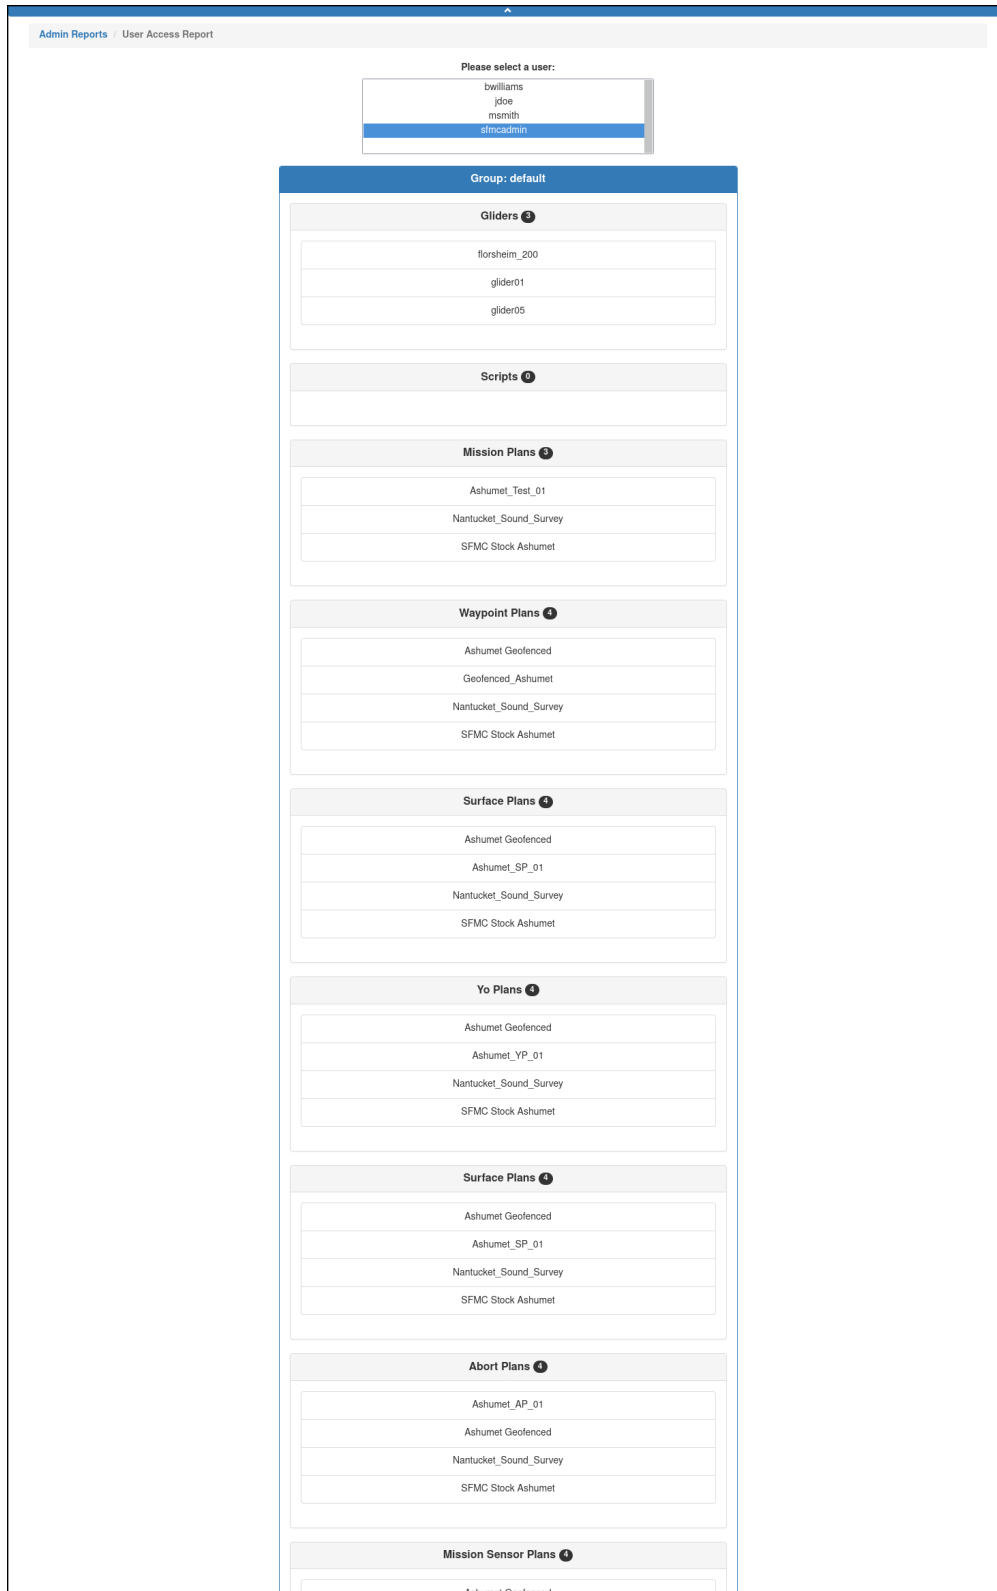 Admin Reports / User Access Report
Please select a user:
bwilliams
jdoe
msmith
sfmcadmin
Group: default
Gliders 3
florsheim_200
glider01
glider05
Scripts 0
Mission Plans 3
Ashumet_Test_01
Nantucket_Sound_Survey
SFMC Stock Ashumet
Waypoint Plans 4
Ashumet Geofenced
Geofenced_Ashumet
Nantucket_Sound_Survey
SFMC Stock Ashumet
Surface Plans 4
Ashumet Geofenced
Ashumet_SP_01
Nantucket_Sound_Survey
SFMC Stock Ashumet
Yo Plans 4
Ashumet Geofenced
Ashumet_YP_01
Nantucket_Sound_Survey
SFMC Stock Ashumet
Surface Plans 4
Ashumet Geofenced
Ashumet_SP_01
Nantucket_Sound_Survey
SFMC Stock Ashumet
Abort Plans 4
Ashumet_AP_01
Ashumet Geofenced
Nantucket_Sound_Survey
SFMC Stock Ashumet
Mission Sensor Plans 4